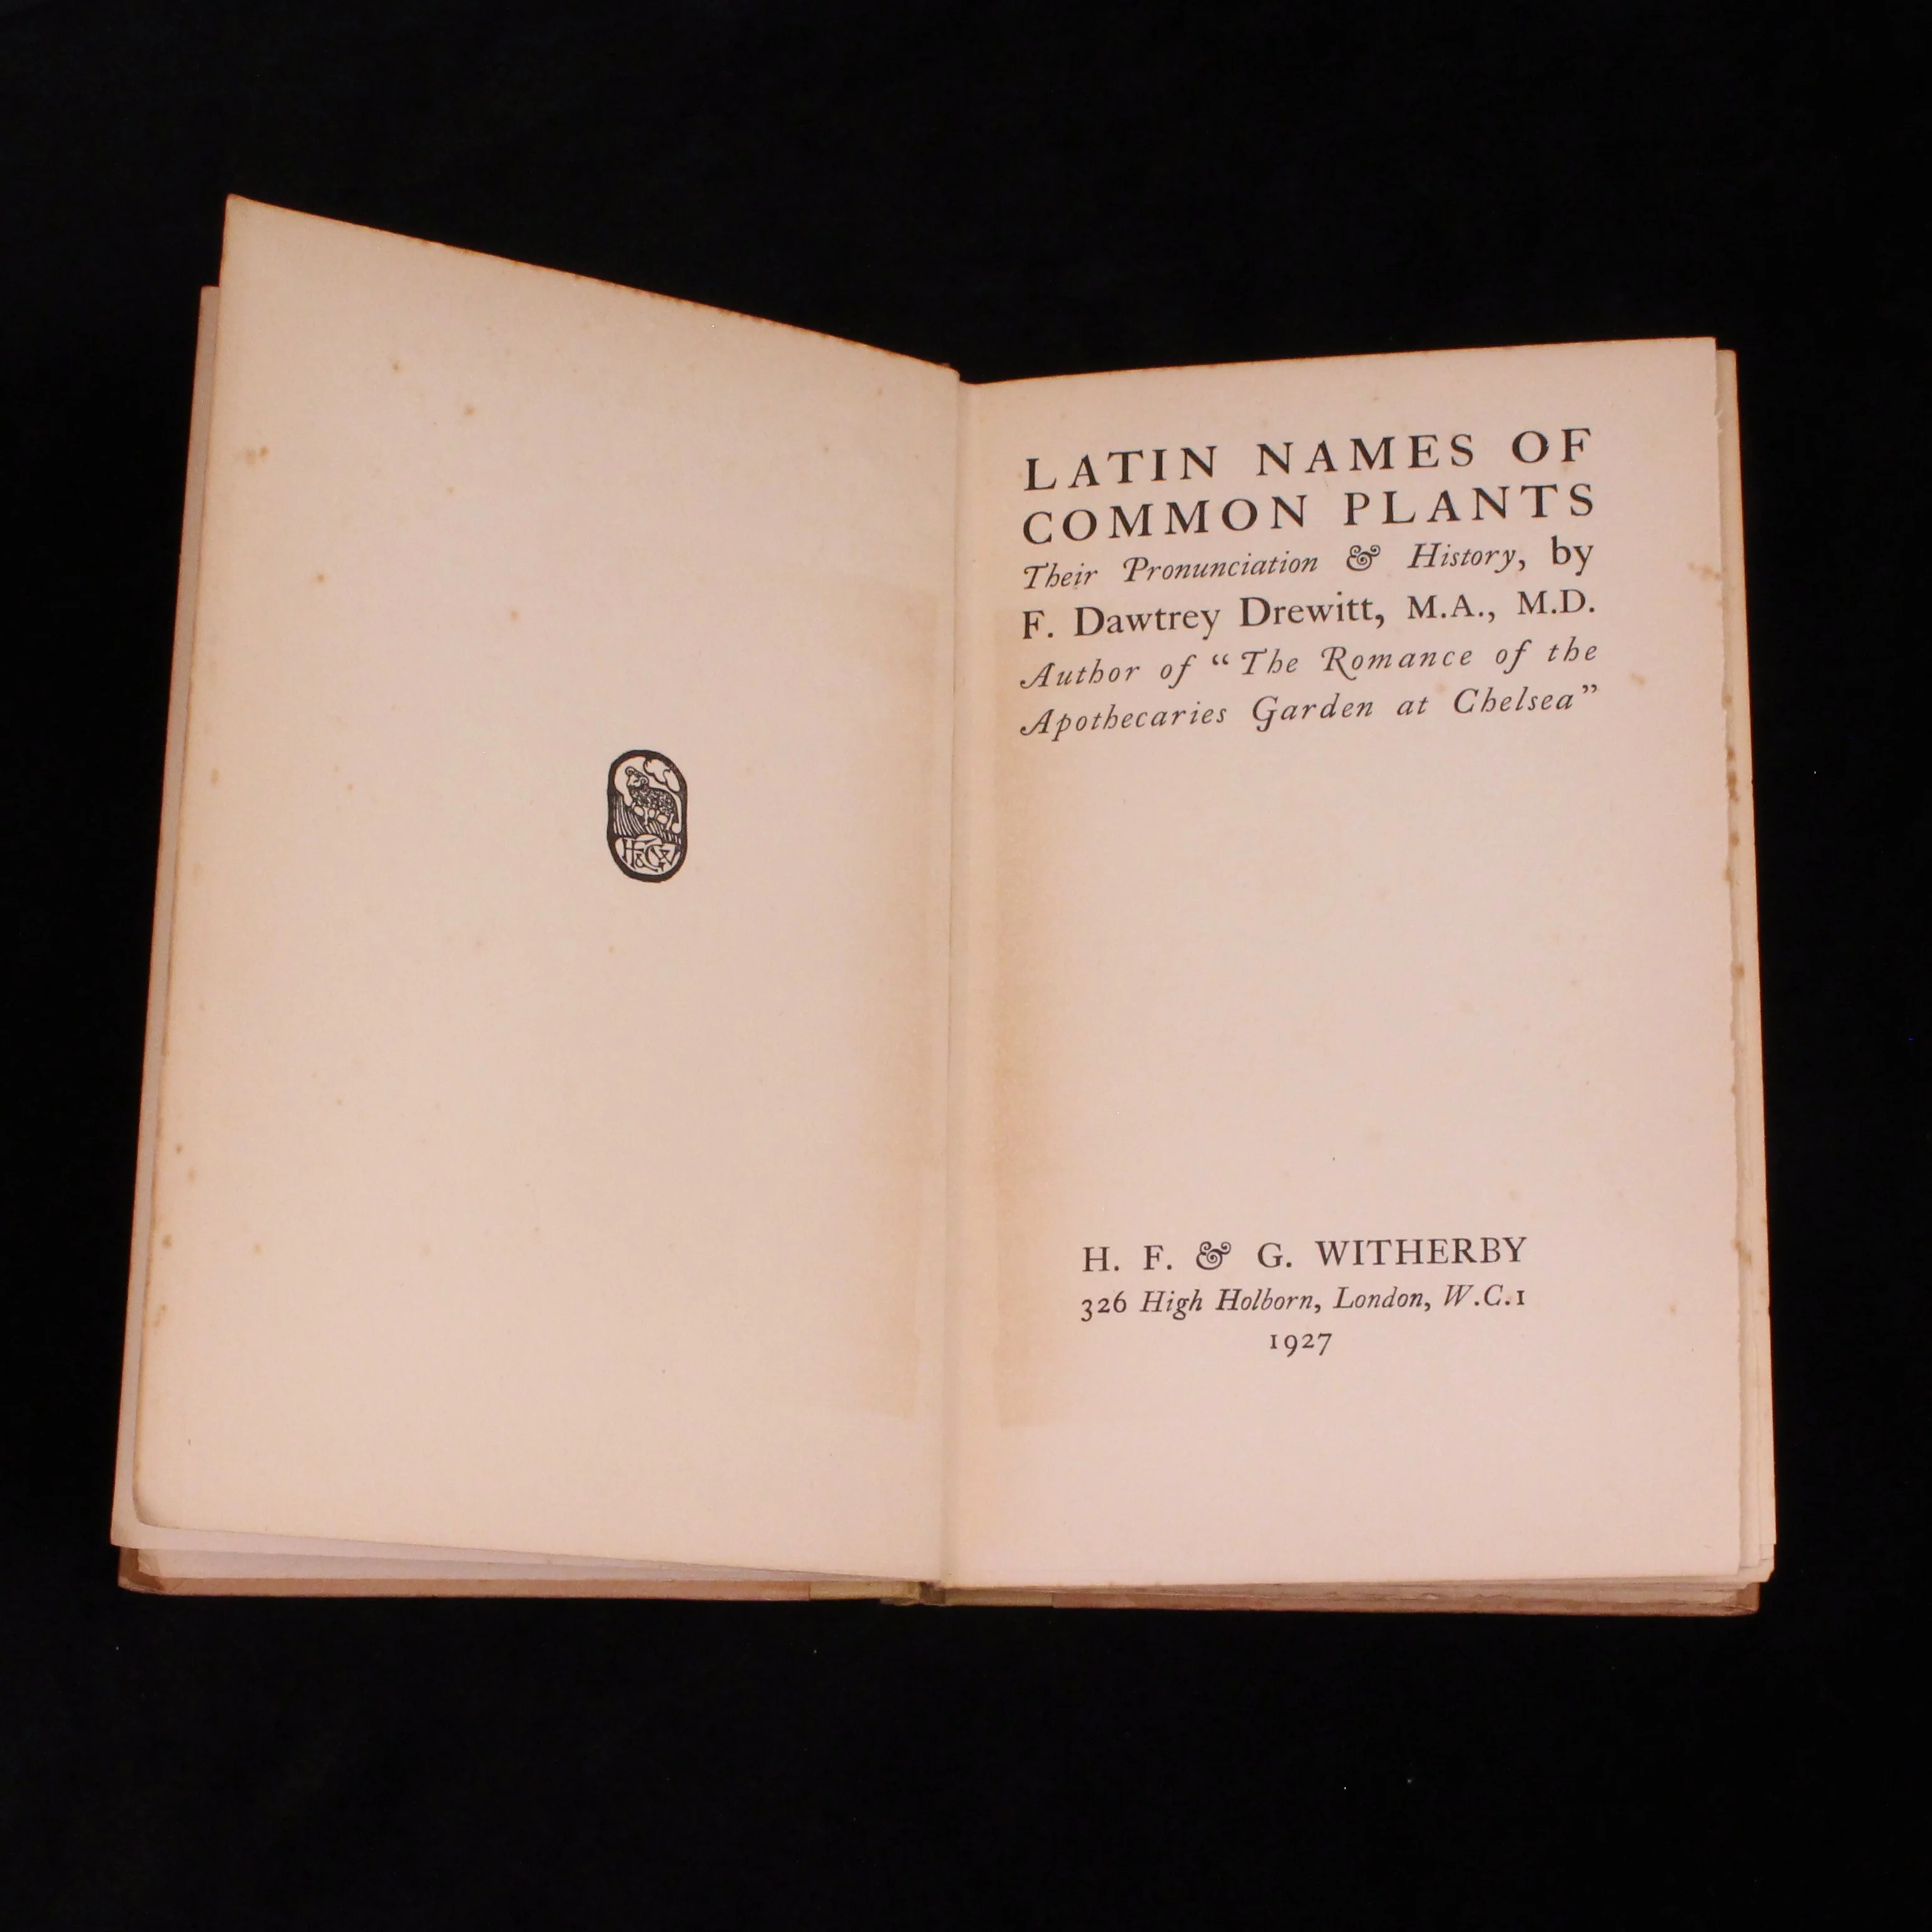 H&GW
LATIN NAMES OF
COMMON PLANTS
Their Pronunciation & History, by
F. Dawtrey Drewitt, M.A., M.D.
Author of “The Romance of the
Apothecaries Garden at Chelsea”
H. F. & G. WITHERBY
326 High Holborn, London, W.C.1
1927